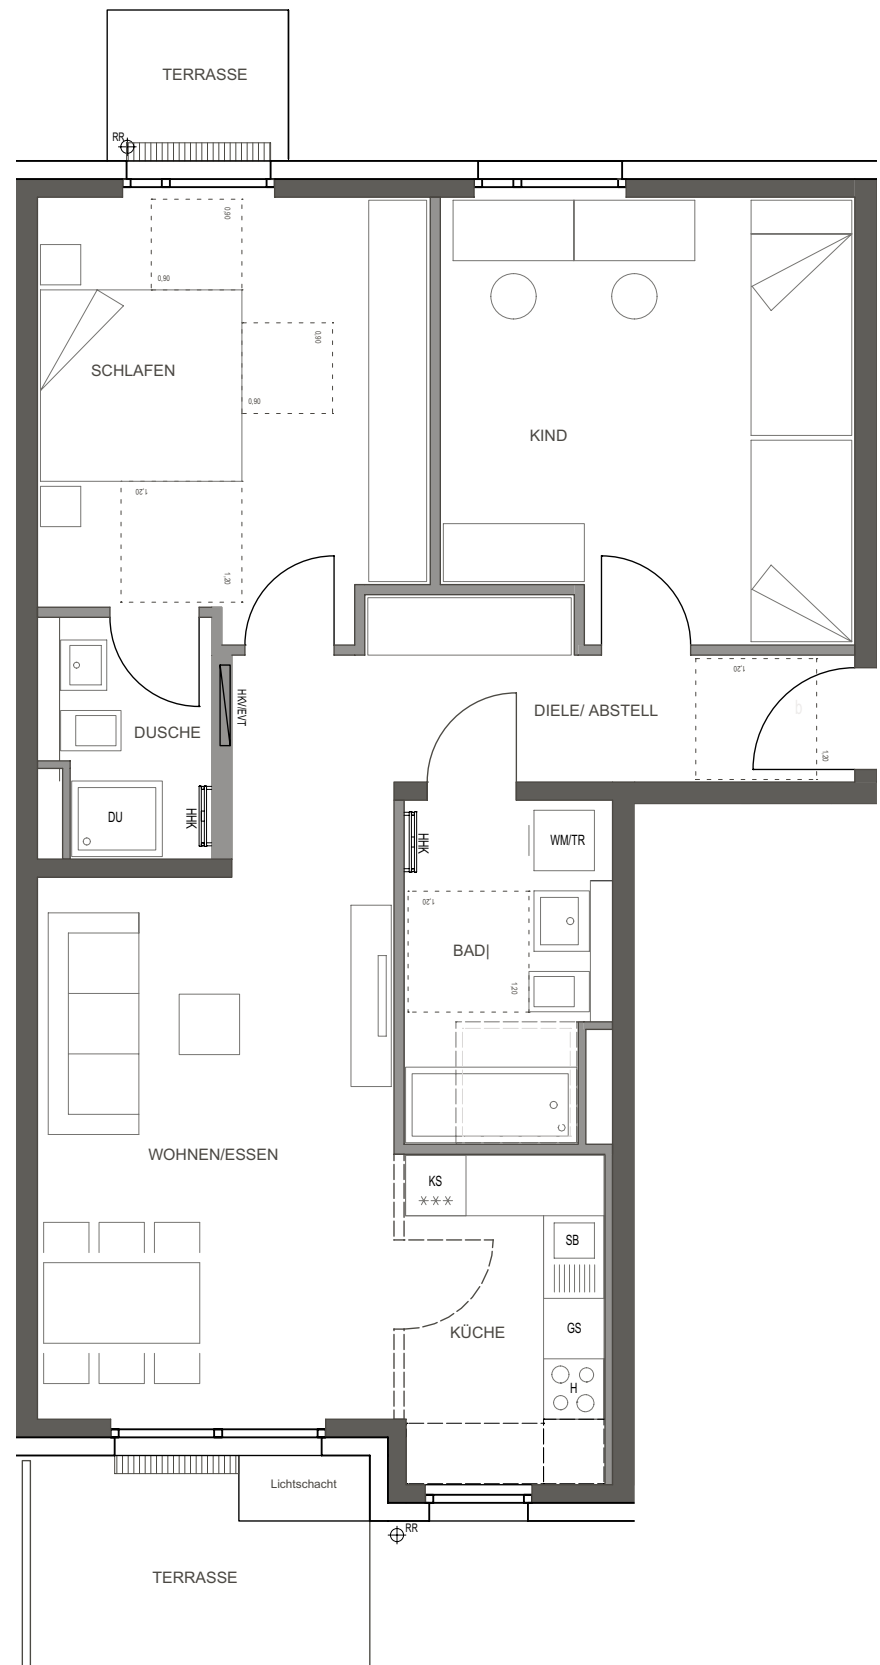 TERRASSE
RR
0,90
0,90
SCHLAFEN
0,90
0,90
KIND
1,20
1,20
HKV/EVT
DUSCHE
DIELE/ ABSTELL
1,20
b
1,20
DU
HHK
HHK
WM/TR
1,20
BAD|
1,20
WOHNEN/ESSEN
KS
***
SB
KÜCHE
GS
H
Lichtschacht
RR
TERRASSE